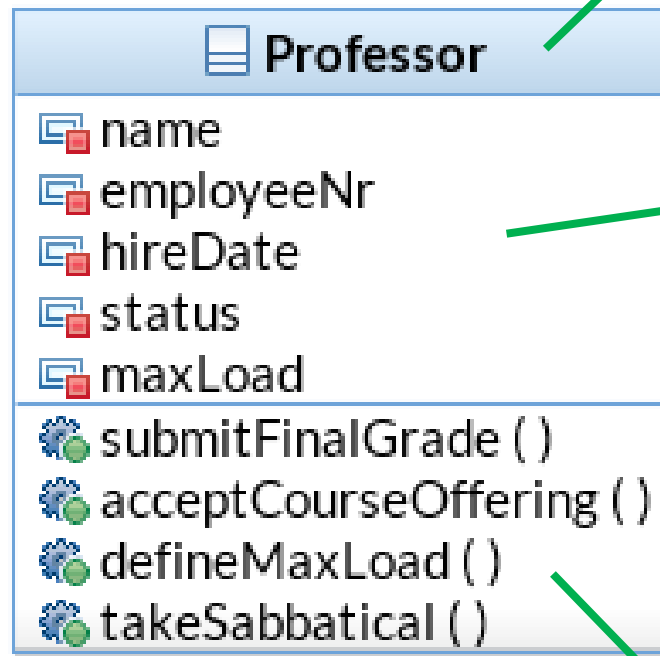 Professor
name
employeeNr
hireDate
status
maxLoad
submitFinalGrade ( )
acceptCourseOffering ( )
defineMaxLoad ( )
takeSabbatical ( )